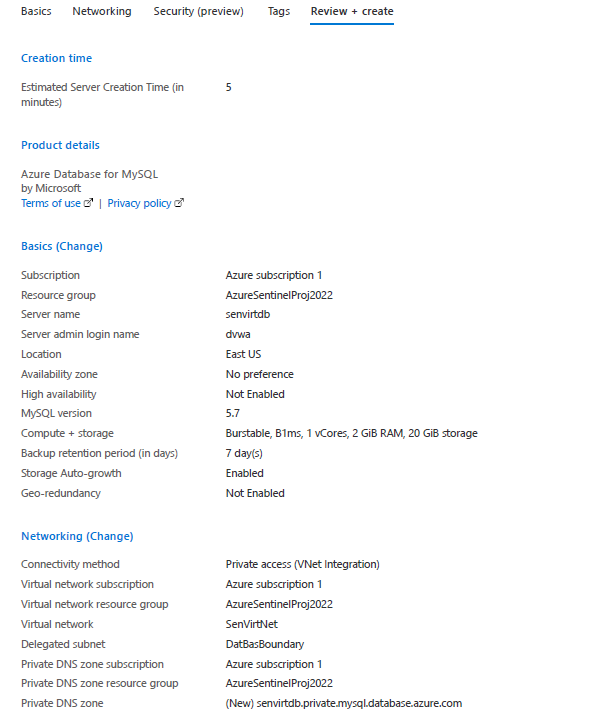 Basics Networking Security (preview) Tags Review + create
Creation time
Estimated Server Creation Time (in 5
minutes)
Product details
Azure Database for MySQL
by Microsoft
Terms of use | Privacy policy
Basics (Change)
Subscription Azure subscription 1
Resource group AzureSentinelProj2022
Server name senvirtdb
Server admin login name dvwa
Location East US
Availability zone No preference
High availability Not Enabled
MySQL version 5.7
Compute + storage Burstable, B1ms, 1 vCores, 2 GiB RAM, 20 GiB storage
Backup retention period (in days) 7 day(s)
Storage Auto-growth Enabled
Geo-redundancy Not Enabled
Networking (Change)
Connectivity method Private access (VNet Integration)
Virtual network subscription Azure subscription 1
Virtual network resource group AzureSentinelProj2022
Virtual network SenVirtNet
Delegated subnet DatBasBoundary
Private DNS zone subscription Azure subscription 1
Private DNS zone resource group AzureSentinelProj2022
Private DNS zone (New) senvirtdb.private.mysql.database.azure.com